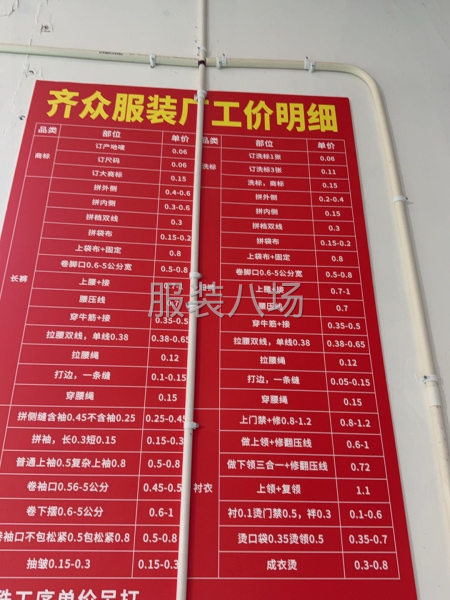 齐众服装厂工价明细
品类 部位 单价 品类 部位 单价
商标 订产地唛 0.06 洗标 订洗标1张 0.06
订尺码 0.06 订洗标3张 0.11
订大商标 0.15 洗标，商标 0.15
长裤 拼外侧 0.4-0.6 拼外侧 0.2-0.4
拼内侧 0.3-0.6 拼内侧 0.15
拼裆双线 0.3 拼裆双线 0.3
拼袋布 0.15-0.2 拼袋布 0.15-0.2
上袋布+固定 0.8 上袋布+固定 0.8
卷脚口0.6-5公分宽 0.5-0.8 卷脚口0.6-5公分宽 0.5-0.8
上腰+接 上腰+接 0.7-1
腰压线 腰压线 0.7
穿牛筋+接 0.35-0.5 穿牛筋+接 0.35-0.5
拉腰双线，单线0.38 0.38-0.65 拉腰双线，单线0.38 0.38-0.65
拉腰绳 0.12 拉腰绳 0.12
打边，一条缝 0.1-0.15 打边，一条缝 0.05-0.15
穿腰绳 0.15 穿腰绳 0.15
拼侧缝含袖0.45不含袖0.25 0.25-0.45 衬衣 上门禁+修0.8-1.2 0.8-1.2
拼袖，长0.3短0.15 0.15-0.3 做上领+修翻压线 0.6-1
普通上袖0.5复杂上袖0.8 0.5-0.8 做下领三合一+修翻压线 0.72
卷袖口0.56-5公分 0.45-0.5 上领+复领 1.1
卷下摆0.6-5公分 0.6-1 衬0.1烫门禁0.5，袢0.3 0.1-0.6
卷袖口不包松紧0.5包松紧0.8 0.5-0.8 烫口袋0.35烫领0.5 0.35-0.7
抽皱0.15-0.3 0.15-0.3 成衣烫 0.3-0.8
工序单价吊打
服装八场